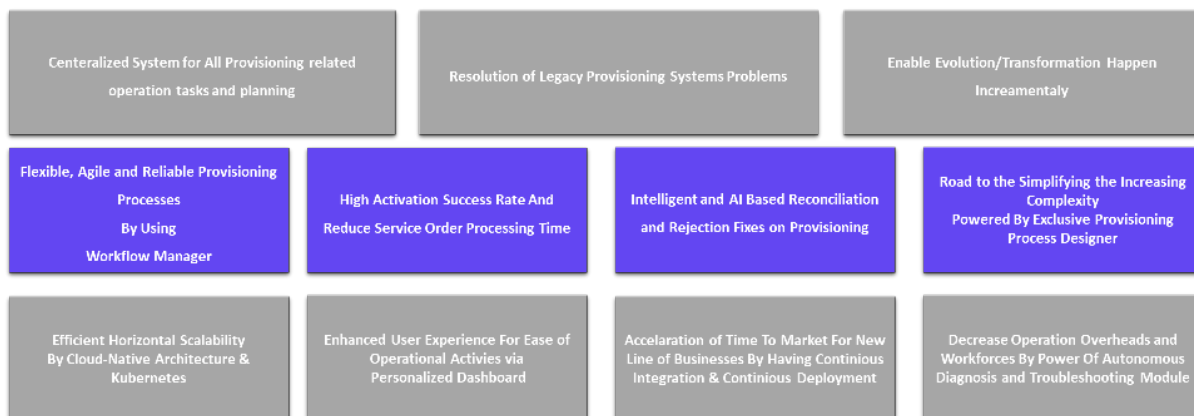 Centeralized System for All Provisioning related
operation tasks and planning
Resolution of Legacy Provisioning Systems Problems
Enable Evolution/Transformation Happen
Increamentaly
Flexible, Agile and Reliable Provisioning
Processes
By Using
Workflow Manager
High Activation Success Rate And
Reduce Service Order Processing Time
Intelligent and AI Based Reconciliation
and Rejection Fixes on Provisioning
Road to the Simplifying the Increasing
Complexity
Powered By Exclusive Provisioning
Process Designer
Efficient Horizontal Scalability
By Cloud-Native Architecture &
Kubernetes
Enhanced User Experience For Ease of
Operational Activies via
Personalized Dashboard
Accelaration of Time To Market For New
Line of Businesses By Having Continious
Integration & Continious Deployment
Decrease Operation Overheads and
Workforces By Power Of Autonomous
Diagnosis and Troubleshooting Module